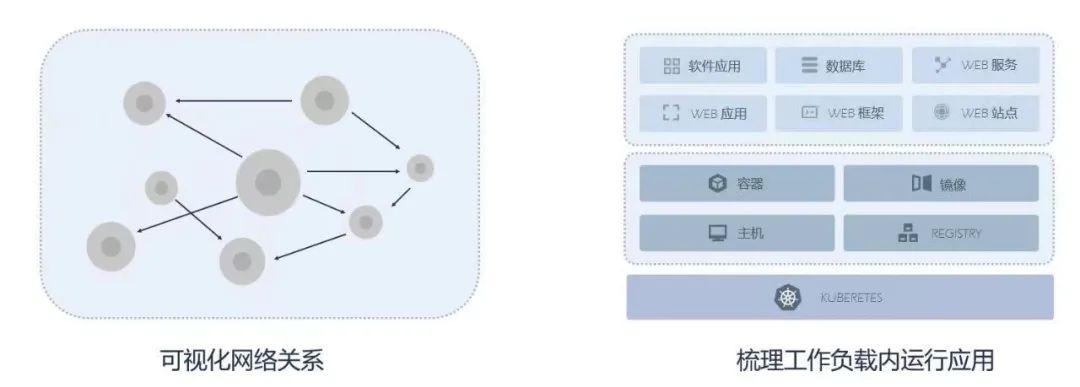 软件应用 数据库 WEB 服务
WEB 应用 WEB 框架 WEB 站点
容器 镜像
主机 REGISTRY
KUBERETES
可视化网络关系 梳理工作负载内运行应用